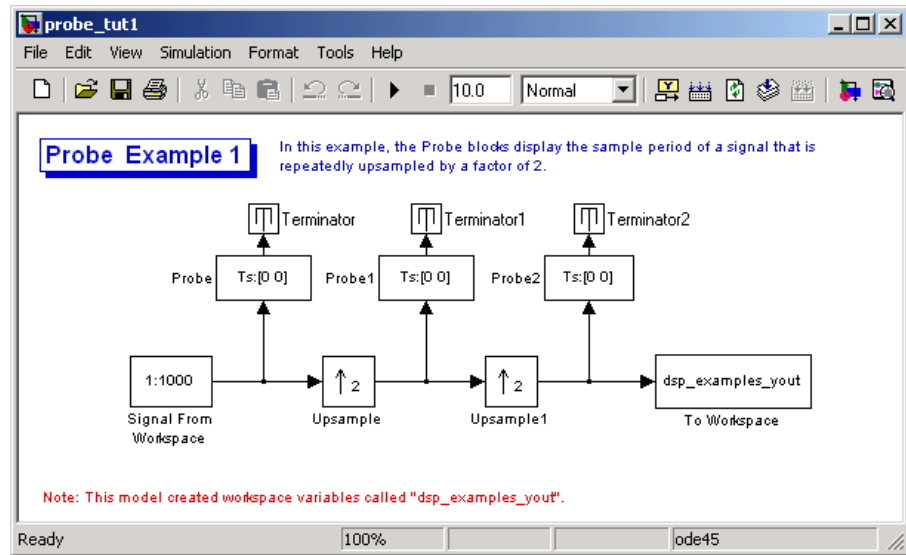 probe_tut1
File Edit View Simulation Format Tools Help
10.0 Normal
Probe Example 1
In this example, the Probe blocks display the sample period of a signal that is
repeatedly upsampled by a factor of 2.
Terminator Terminator1 Terminator2
Probe Ts:[0 0] Probe1 Ts:[0 0] Probe2 Ts:[0 0]
1:1000 2 2 dsp_examples_yout
Signal From
Workspace
Upsample Upsample1 To Workspace
Note: This model created workspace variables called "dsp_examples_yout".
Ready 100% ode45